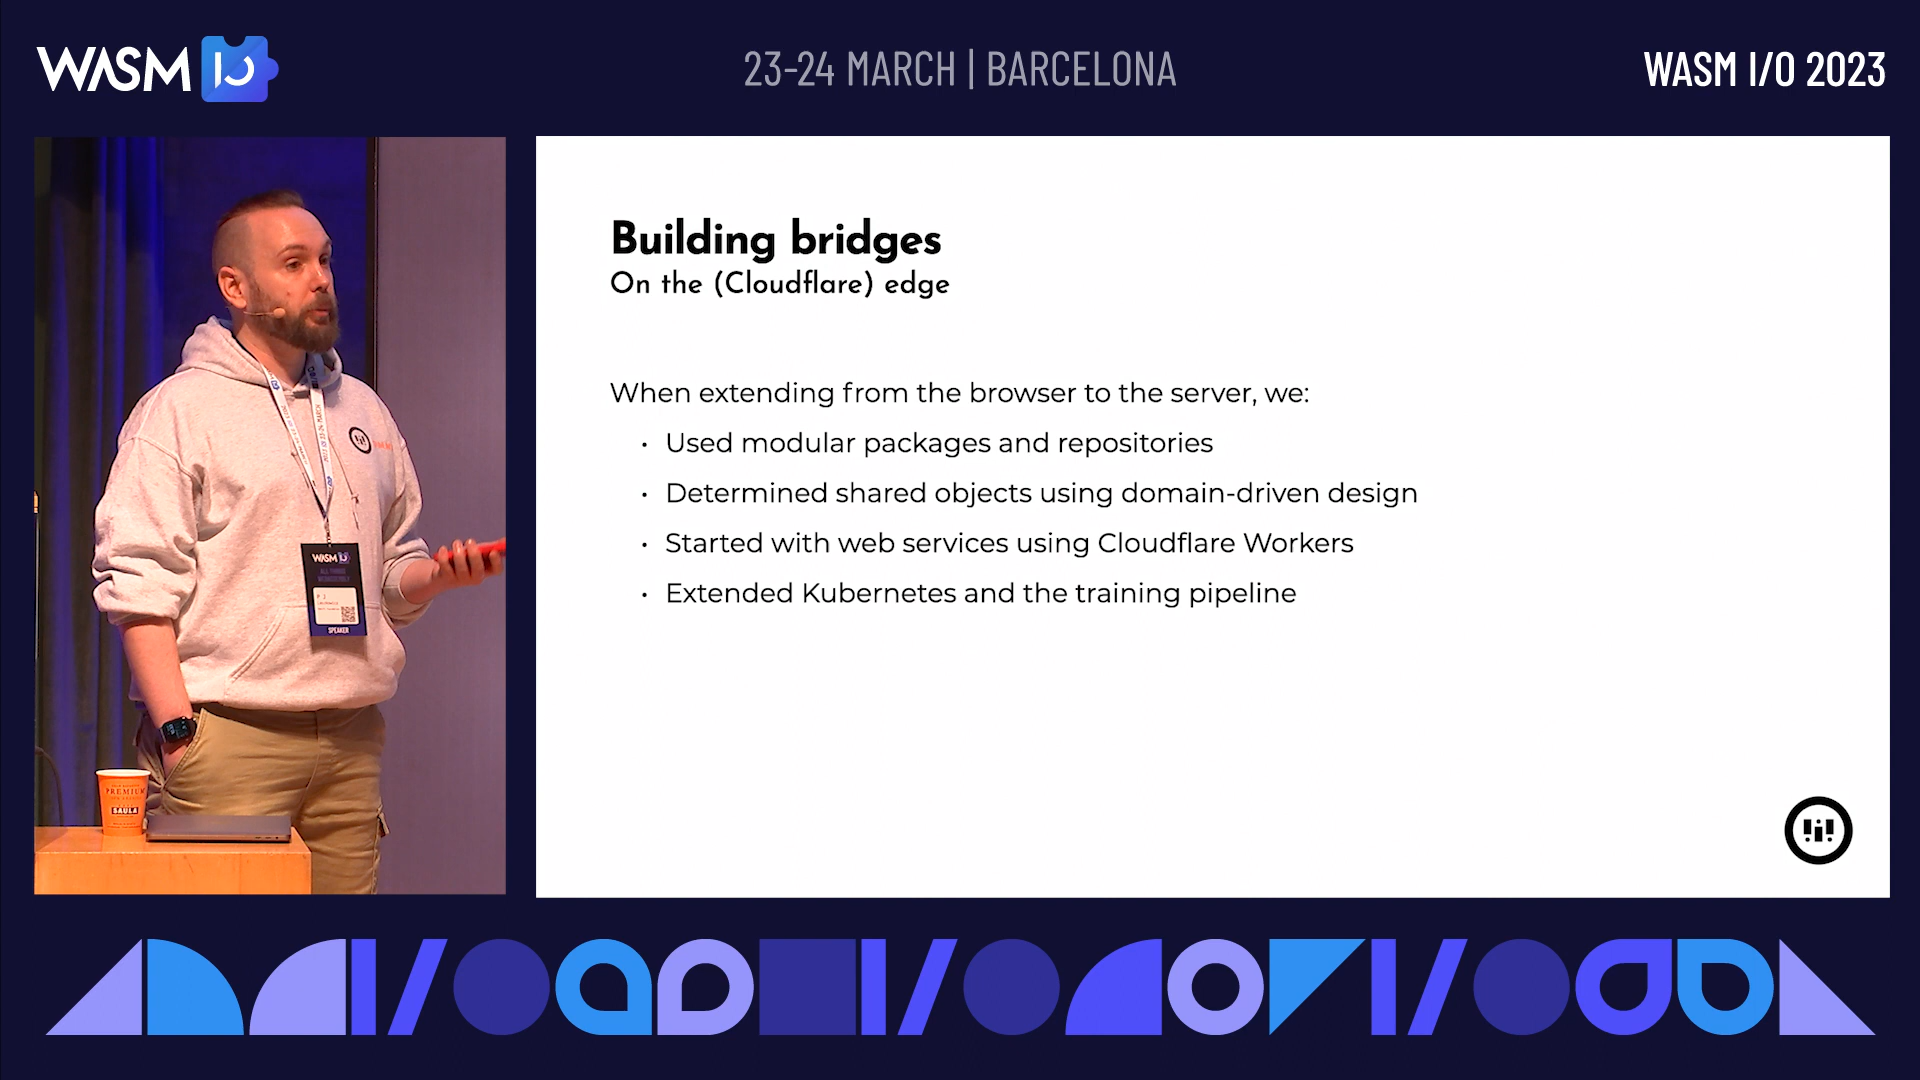 WASM IO
23-24 MARCH | BARCELONA
WASM I/O 2023
Building bridges
On the (Cloudflare) edge
When extending from the browser to the server, we:
• Used modular packages and repositories
• Determined shared objects using domain-driven design
• Started with web services using Cloudflare Workers
• Extended Kubernetes and the training pipeline
WASM
SPEAKER
PREMIUM
SAULA